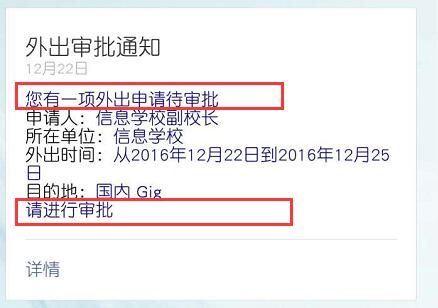 外出审批通知
12月22日
您有一项外出申请待审批
申请人：信息学校副校长
所在单位：信息学校
外出时间：从2016年12月22日到2016年12月25
日
目的地：国内 Gig
请进行审批
详情